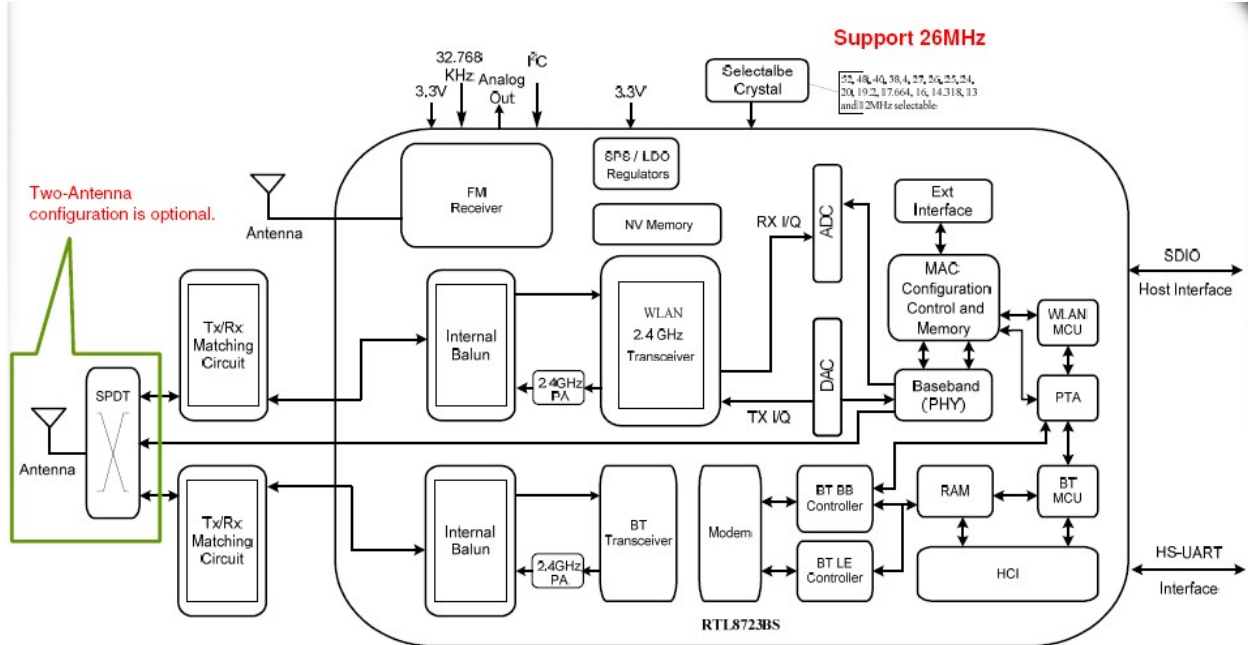 Support 26MHz
32.768
KHz
I²C
Analog
Out
3.3V
3.3V
Selectalbe
Crystal
52, 48, 40, 38.4, 27, 26, 25, 24,
20, 19.2, 17.664, 16, 14.318, 13
and 12MHz selectable
Two-Antenna
configuration is optional.
Antenna
FM
Receiver
SPS / LDO
Regulators
NV Memory
RX I/Q
ADC
Ext
Interface
SDIO
Host Interface
Tx/Rx
Matching
Circuit
Internal
Balun
2.4GHz
PA
WLAN
2.4 GHz
Transceiver
TX I/Q
DAC
MAC
Configuration
Control and
Memory
WLAN
MCU
Baseband
(PHY)
PTA
SPDT
Antenna
Tx/Rx
Matching
Circuit
Internal
Balun
2.4GHz
PA
BT
Transceiver
Modem
BT BB
Controller
BT LE
Controller
RAM
BT
MCU
HCI
HS-UART
Interface
RTL8723BS